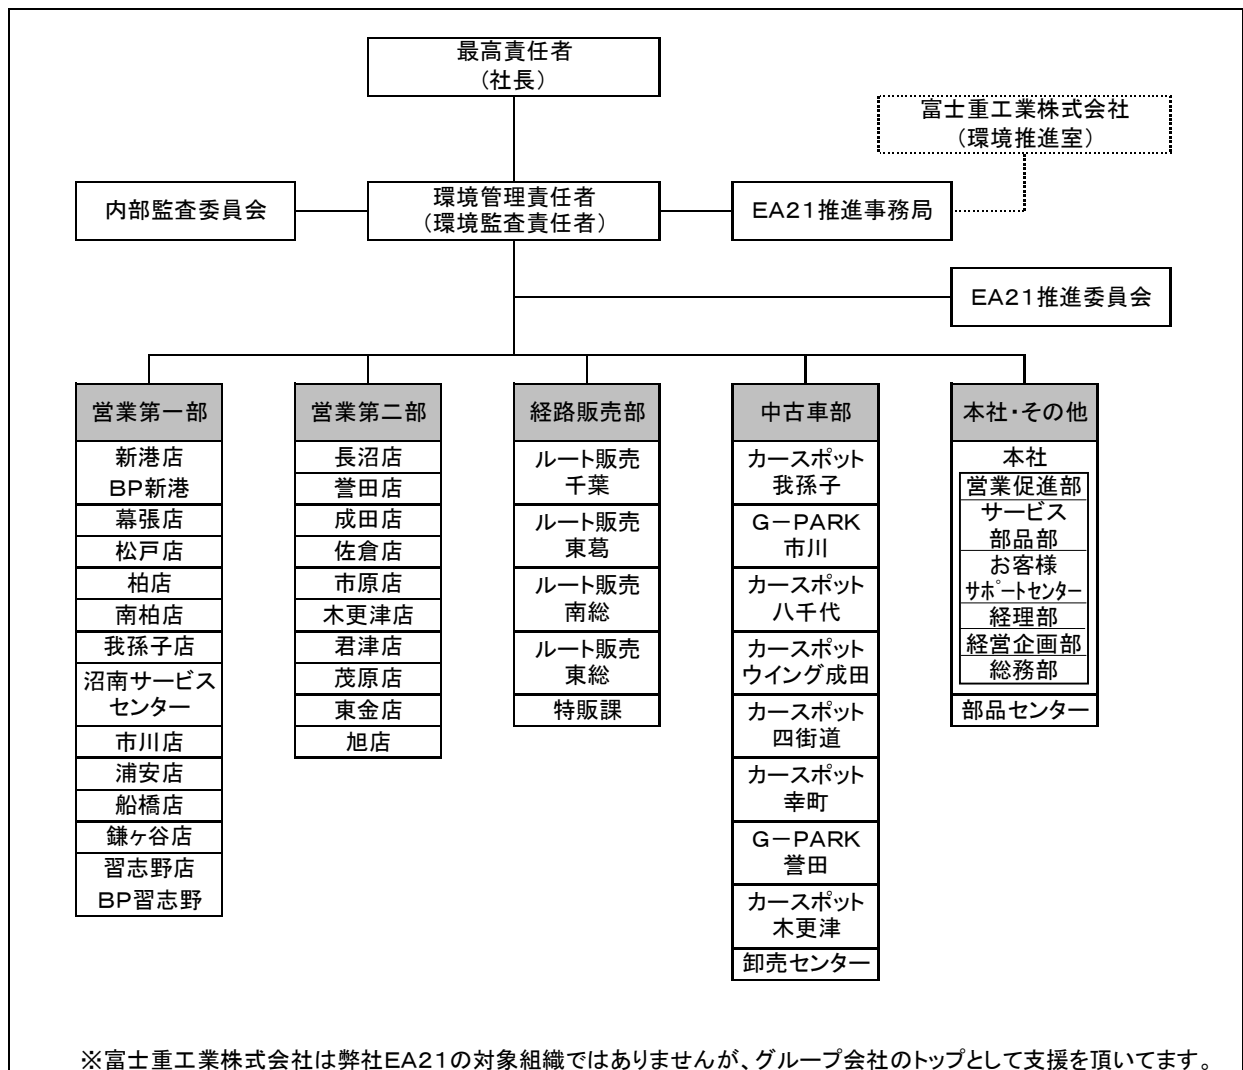 最高責任者
（社長）
富士重工業株式会社
（環境推進室）
内部監査委員会
環境管理責任者
（環境監査責任者）
ＥＡ２１推進事務局
ＥＡ２１推進委員会
営業第一部
新港店
ＢＰ新港
幕張店
松戸店
柏店
南柏店
我孫子店
沼南サービス
センター
市川店
浦安店
船橋店
鎌ヶ谷店
習志野店
ＢＰ習志野
営業第二部
長沼店
誉田店
成田店
佐倉店
市原店
木更津店
君津店
茂原店
東金店
旭店
経路販売部
ルート販売
千葉
ルート販売
東葛
ルート販売
南総
ルート販売
東総
特販課
中古車部
カースポット
我孫子
Ｇ－ＰＡＲＫ
市川
カースポット
八千代
カースポット
ウイング成田
カースポット
四街道
カースポット
幸町
Ｇ－ＰＡＲＫ
誉田
カースポット
木更津
卸売センター
本社・その他
本社
営業促進部
サービス
部品部
お客様
ｻﾎﾟｰﾄｾﾝﾀｰ
経理部
経営企画部
総務部
部品センター
※富士重工業株式会社は弊社ＥＡ２１の対象組織ではありませんが、グループ会社のトップとして支援を頂いてます。